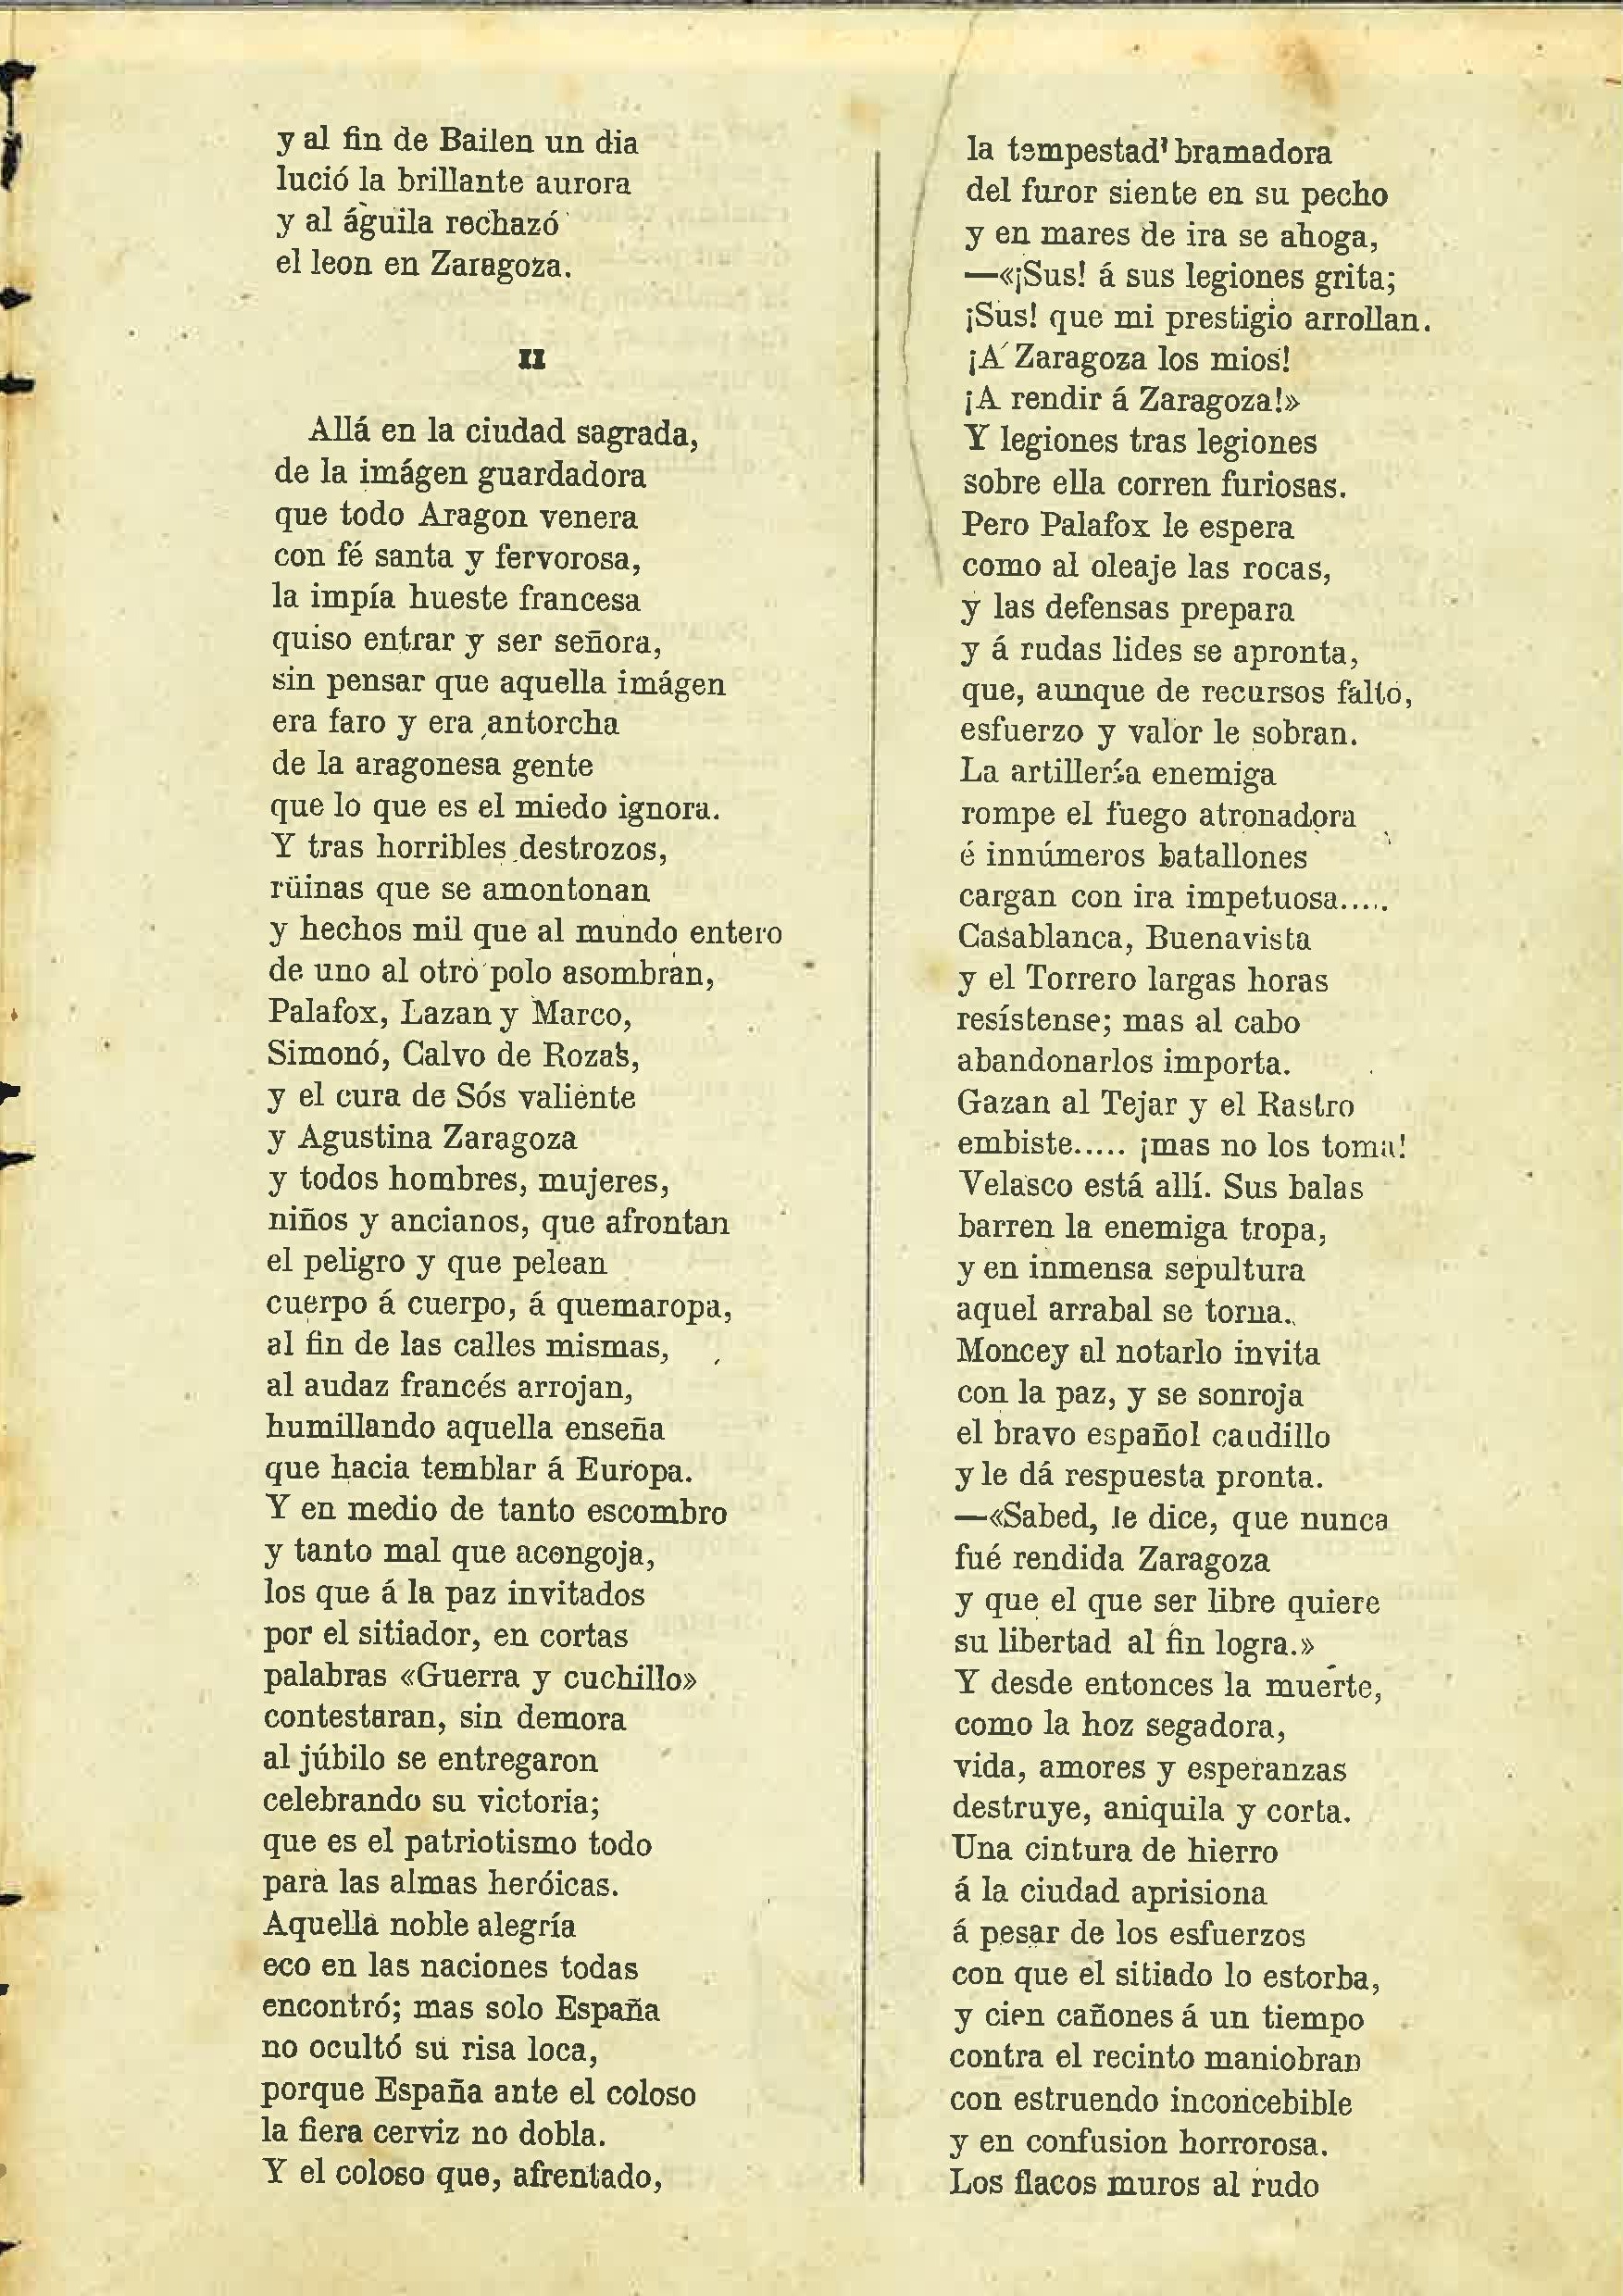 y al fin de Bailen un dia
lució la brillante aurora
y al águila rechazó
el leon en Zaragoza.
II
Allá en la ciudad sagrada,
de la imágen guardadora
que todo Aragon venera
con fé santa y fervorosa,
la impía hueste francesa
quiso entrar y ser señora,
sin pensar que aquella imágen
era faro y era antorcha
de la aragonesa gente
que lo que es el miedo ignora.
Y tras horribles destrozos,
rüinas que se amontonan
y hechos mil que al mundo entero
de uno al otro polo asombran,
Palafox, Lazan y Marco,
Simonó, Calvo de Rozas,
y el cura de Sós valiente
y Agustina Zaragoza
y todos hombres, mujeres,
niños y ancianos, que afrontan
el peligro y que pelean
cuerpo á cuerpo, á quemaropa,
al fin de las calles mismas,
al audaz francés arrojan,
humillando aquella enseña
que hacia temblar á Europa.
Y en medio de tanto escombro
y tanto mal que acongoja,
los que á la paz invitados
por el sitiador, en cortas
palabras «Guerra y cuchillo»
contestaran, sin demora
al júbilo se entregaron
celebrando su victoria;
que es el patriotismo todo
para las almas heróicas.
Aquella noble alegría
eco en las naciones todas
encontró; mas solo España
no ocultó su risa loca,
porque España ante el coloso
la fiera cerviz no dobla.
Y el coloso que, afrentado,
la tempestad bramadora
del furor siente en su pecho
y en mares de ira se ahoga,
—«¡Sus! á sus legiones grita;
¡Sus! que mi prestigio arrollan.
¡A Zaragoza los mios!
¡A rendir á Zaragoza!»
Y legiones tras legiones
sobre ella corren furiosas.
Pero Palafox le espera
como al oleaje las rocas,
y las defensas prepara
y á rudas lides se apronta,
que, aunque de recursos falto,
esfuerzo y valor le sobran.
La artillería enemiga
rompe el fuego atronadora
é innúmeros batallones
cargan con ira impetuosa.....
Casablanca, Buenavista
y el Torrero largas horas
resístense; mas al cabo
abandonarlos importa.
Gazan al Tejar y el Rastro
embiste..... ¡mas no los toma!
Velasco está allí. Sus balas
barren la enemiga tropa,
y en inmensa sepultura
aquel arrabal se torna.
Moncey al notarlo invita
con la paz, y se sonroja
el bravo español caudillo
y le dá respuesta pronta.
—«Sabed, le dice, que nunca
fué rendida Zaragoza
y que el que ser libre quiere
su libertad al fin logra.»
Y desde entonces la muerte,
como la hoz segadora,
vida, amores y esperanzas
destruye, aniquila y corta.
Una cintura de hierro
á la ciudad aprisiona
á pesar de los esfuerzos
con que el sitiado lo estorba,
y cien cañones á un tiempo
contra el recinto maniobran
con estruendo inconcebible
y en confusion horrorosa.
Los flacos muros al rudo